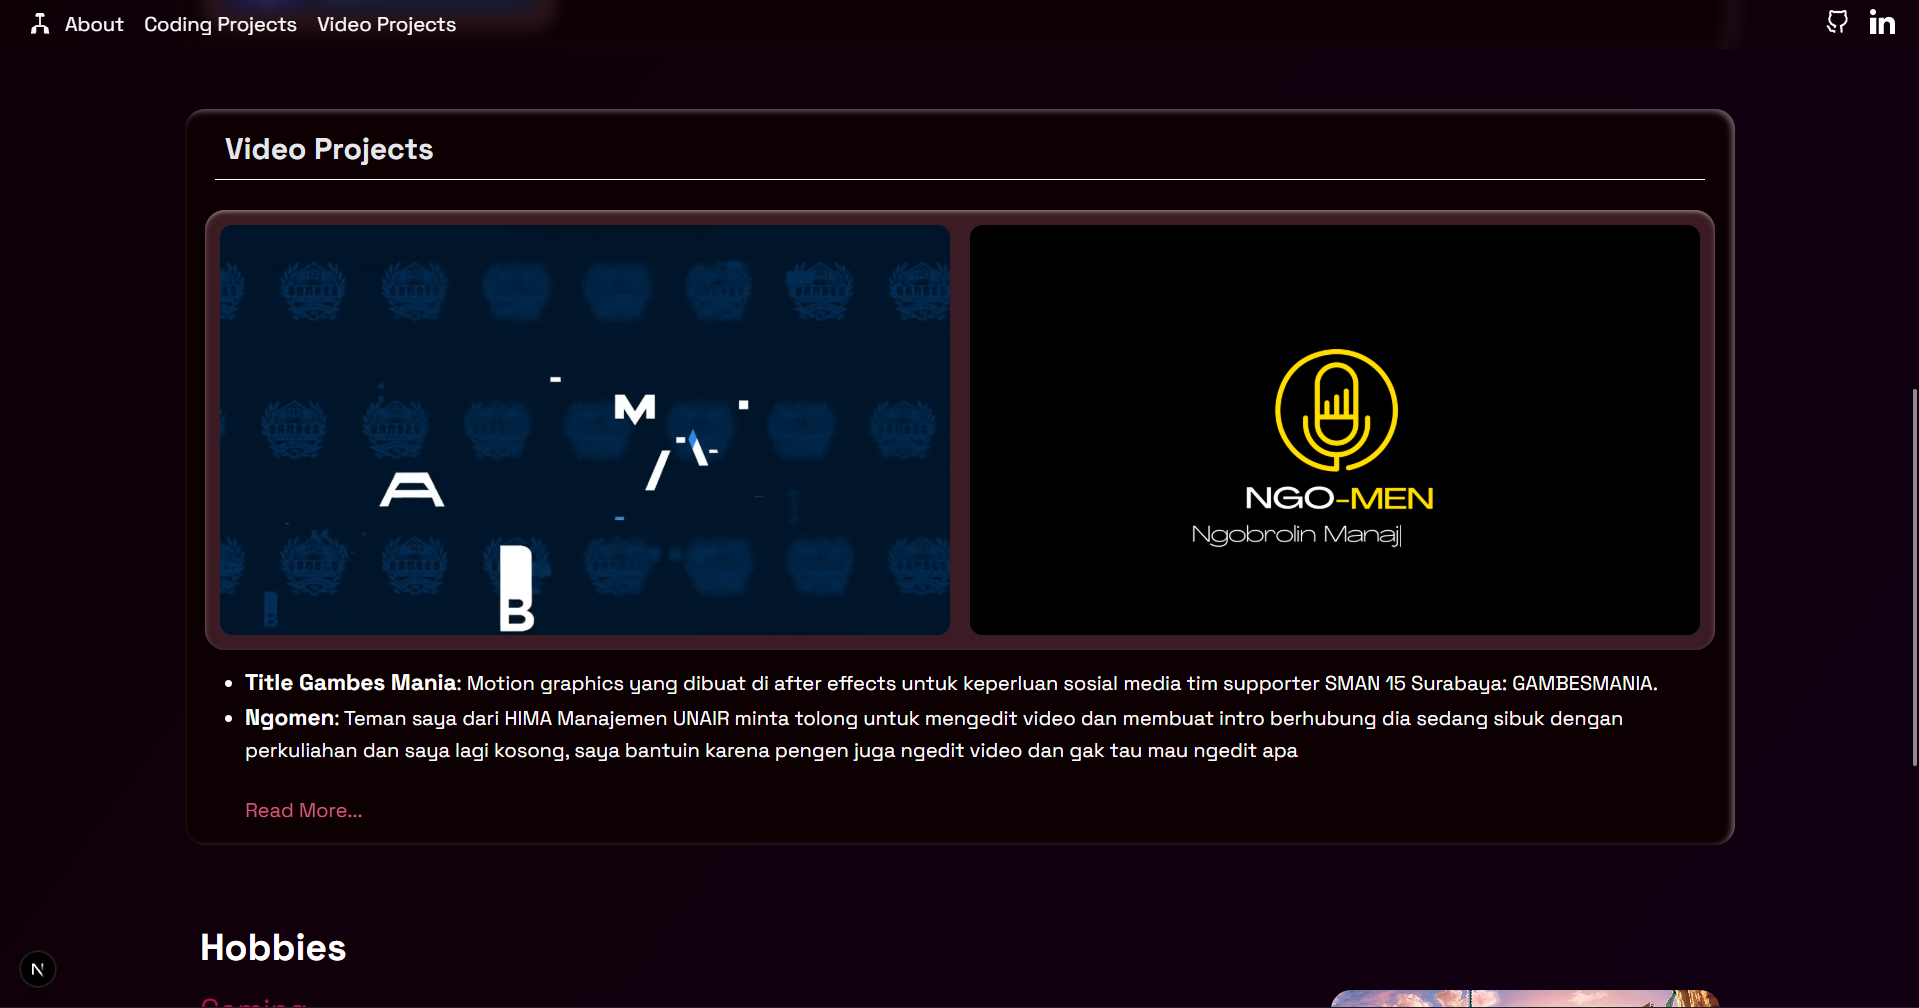 About Coding Projects Video Projects
Video Projects
M
A
B
B
NGO-MEN
Ngobrolin Manaj
Title Gambes Mania: Motion graphics yang dibuat di after effects untuk keperluan sosial media tim supporter SMAN 15 Surabaya: GAMBESMANIA.
Ngomen: Teman saya dari HIMA Manajemen UNAIR minta tolong untuk mengedit video dan membuat intro berhubung dia sedang sibuk dengan
perkuliahan dan saya lagi kosong, saya bantuin karena pengen juga ngedit video dan gak tau mau ngedit apa
Read More...
Hobbies
Gaming
N